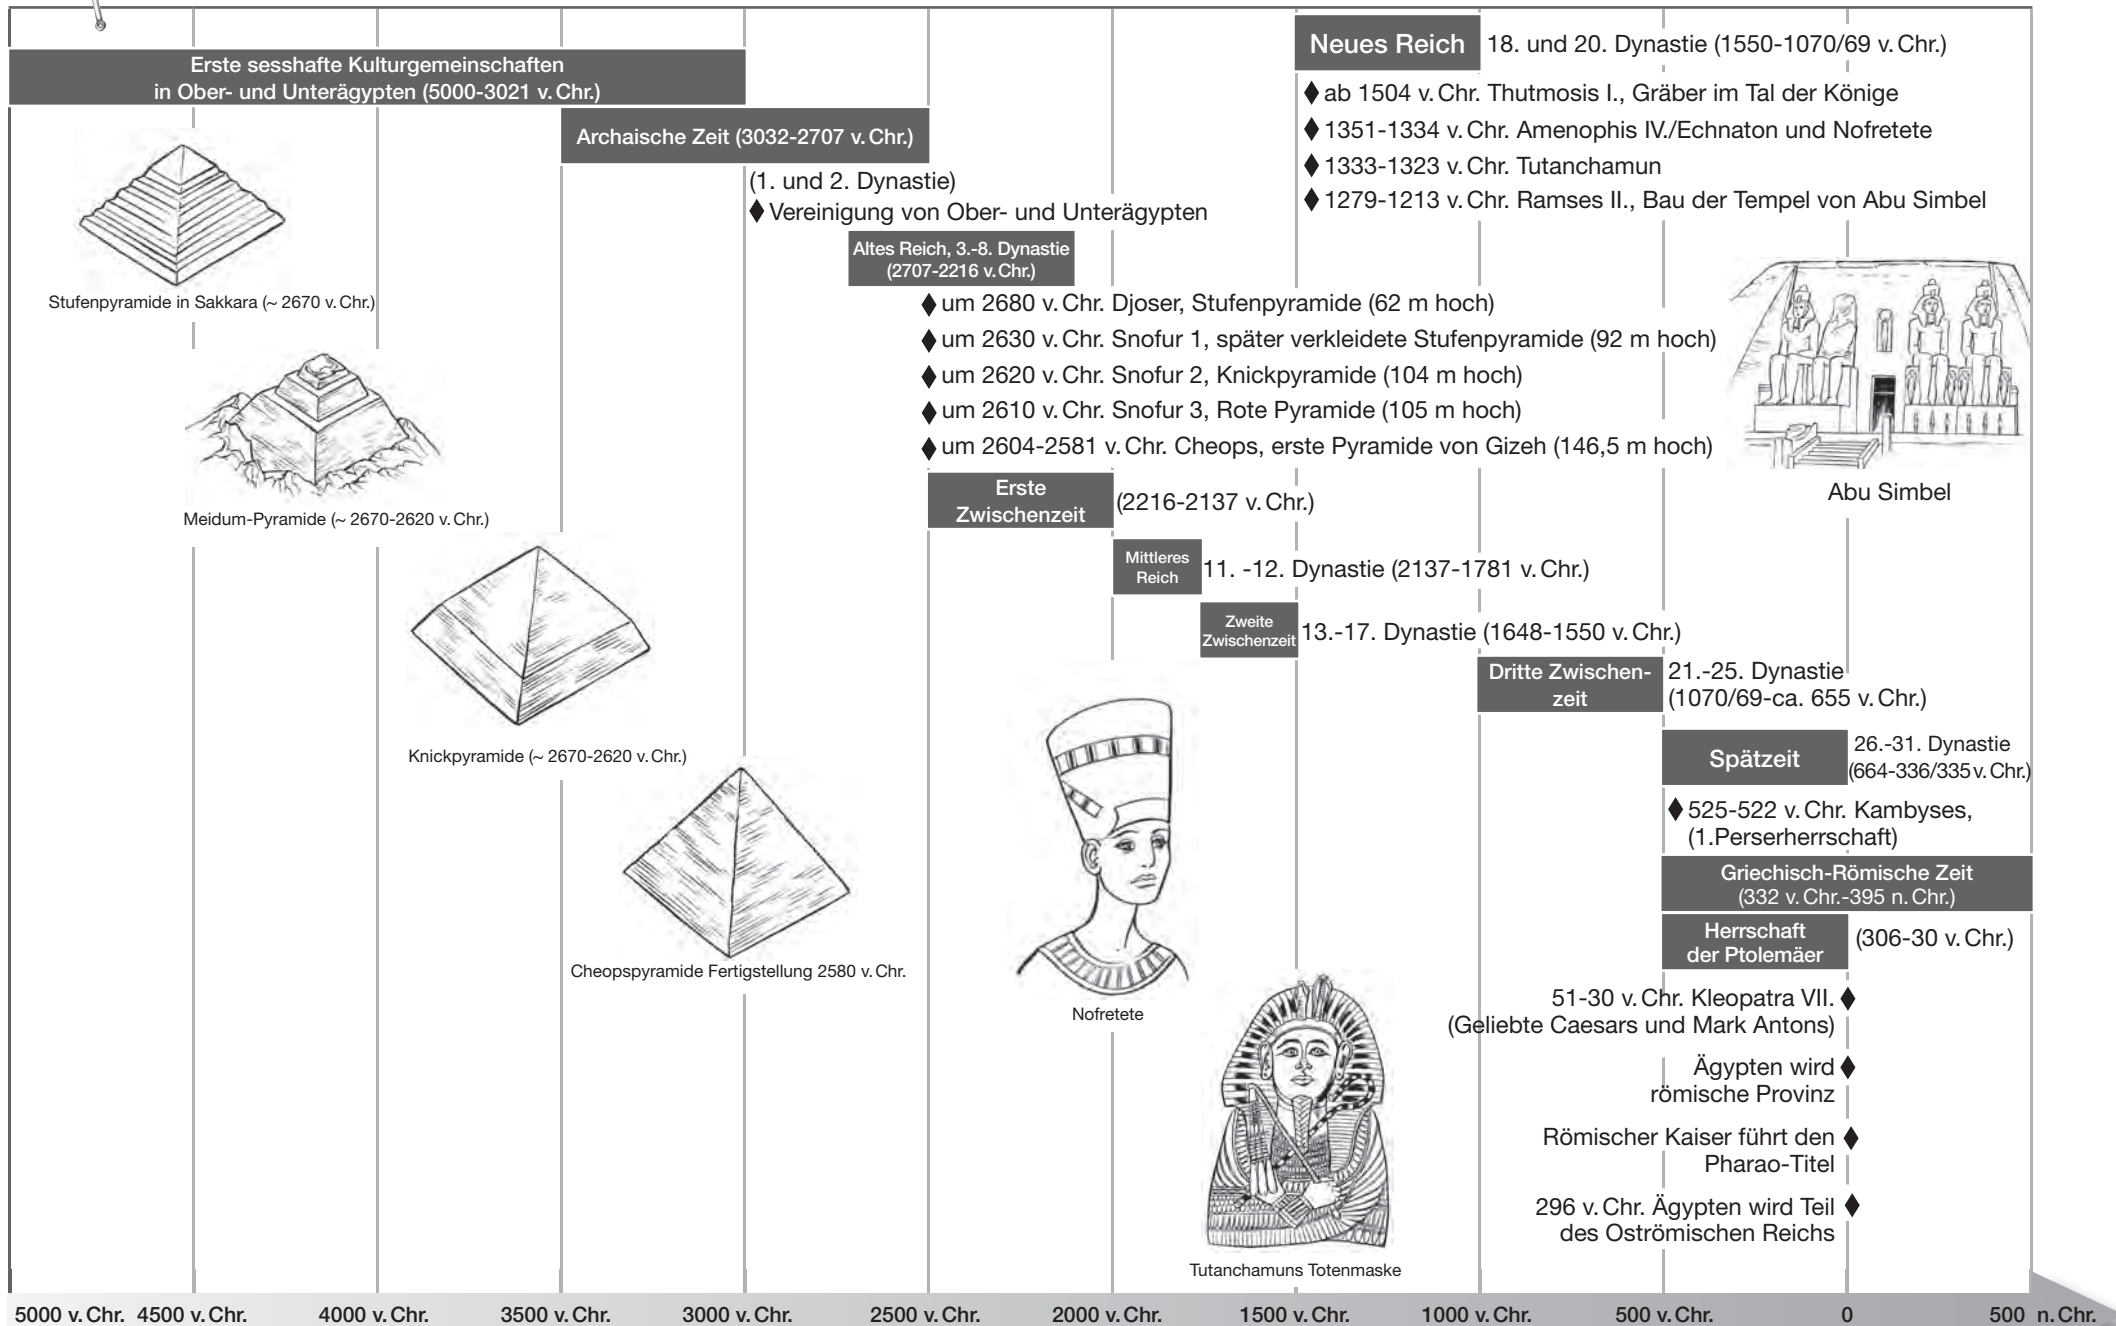 Erste sesshafte Kulturgemeinschaften
in Ober- und Unterägypten (5000-3021 v. Chr.)
Archaische Zeit (3032-2707 v. Chr.)
(1. und 2. Dynastie)
♦ Vereinigung von Ober- und Unterägypten
Altes Reich, 3.-8. Dynastie
(2707-2216 v. Chr.)
♦ um 2680 v. Chr. Djoser, Stufenpyramide (62 m hoch)
♦ um 2630 v. Chr. Snofur 1, später verkleidete Stufenpyramide (92 m hoch)
♦ um 2620 v. Chr. Snofur 2, Knickpyramide (104 m hoch)
♦ um 2610 v. Chr. Snofur 3, Rote Pyramide (105 m hoch)
♦ um 2604-2581 v. Chr. Cheops, erste Pyramide von Gizeh (146,5 m hoch)
Erste
Zwischenzeit
(2216-2137 v. Chr.)
Mittleres
Reich
11. -12. Dynastie (2137-1781 v. Chr.)
Zweite
Zwischenzeit
13.-17. Dynastie (1648-1550 v. Chr.)
Neues Reich
18. und 20. Dynastie (1550-1070/69 v. Chr.)
♦ ab 1504 v. Chr. Thutmosis I., Gräber im Tal der Könige
♦ 1351-1334 v. Chr. Amenophis IV./Echnaton und Nofretete
♦ 1333-1323 v. Chr. Tutanchamun
♦ 1279-1213 v. Chr. Ramses II., Bau der Tempel von Abu Simbel
Dritte Zwischen-
zeit
21.-25. Dynastie
(1070/69-ca. 655 v. Chr.)
Spätzeit
26.-31. Dynastie
(664-336/335 v. Chr.)
♦ 525-522 v. Chr. Kambyses,
(1.Perserherrschaft)
Griechisch-Römische Zeit
(332 v. Chr.-395 n. Chr.)
Herrschaft
der Ptolemäer
(306-30 v. Chr.)
51-30 v. Chr. Kleopatra VII. ♦
(Geliebte Caesars und Mark Antons)
Ägypten wird ♦
römische Provinz
Römischer Kaiser führt den ♦
Pharao-Titel
296 v. Chr. Ägypten wird Teil ♦
des Oströmischen Reichs
Stufenpyramide in Sakkara (~ 2670 v. Chr.)
Meidum-Pyramide (~ 2670-2620 v. Chr.)
Knickpyramide (~ 2670-2620 v. Chr.)
Cheopspyramide Fertigstellung 2580 v. Chr.
Nofretete
Tutanchamuns Totenmaske
Abu Simbel
5000 v. Chr. 4500 v. Chr. 4000 v. Chr. 3500 v. Chr. 3000 v. Chr. 2500 v. Chr. 2000 v. Chr. 1500 v. Chr. 1000 v. Chr. 500 v. Chr. 0 500 n. Chr.